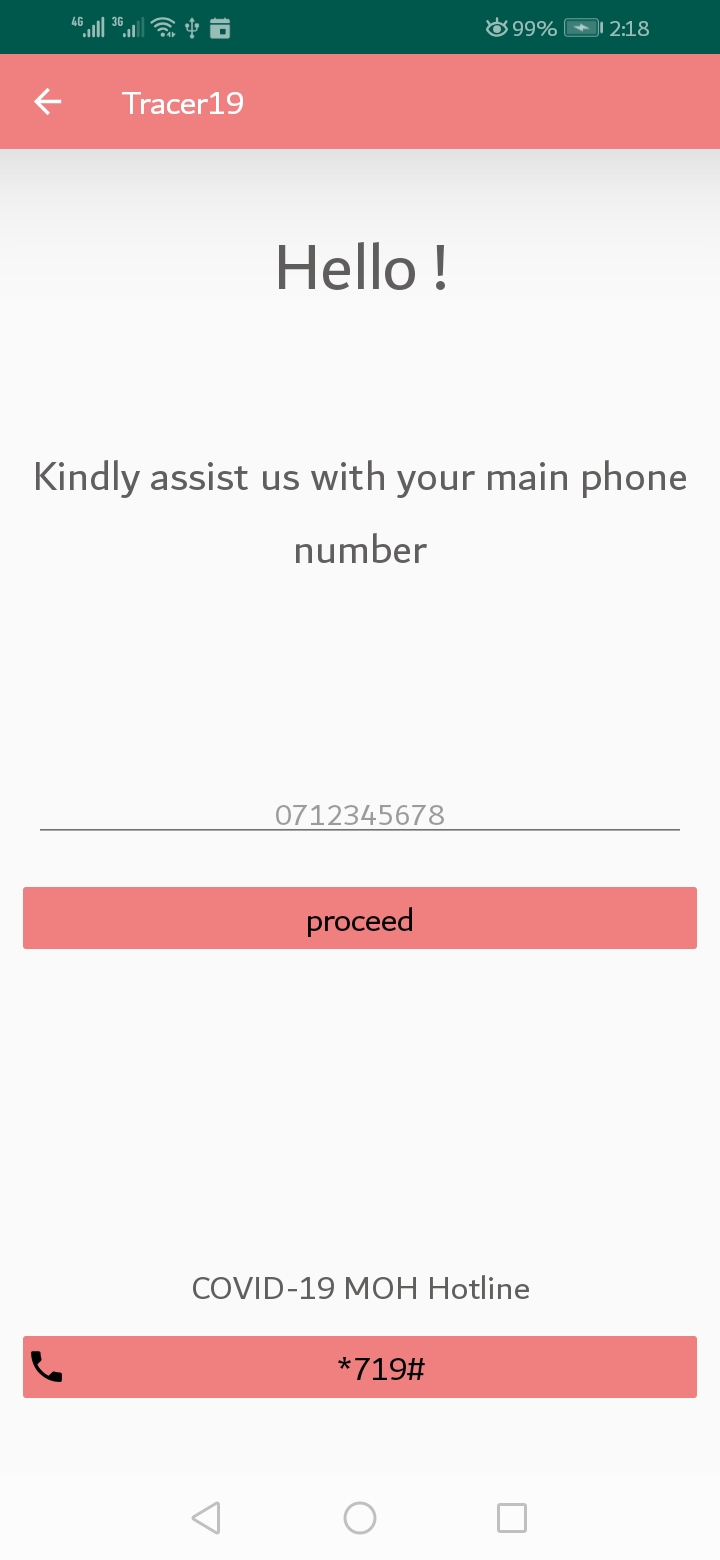 4G 3G 99% 2:18
Tracer19
Hello !
Kindly assist us with your main phone
number
0712345678
proceed
COVID-19 MOH Hotline
*719#